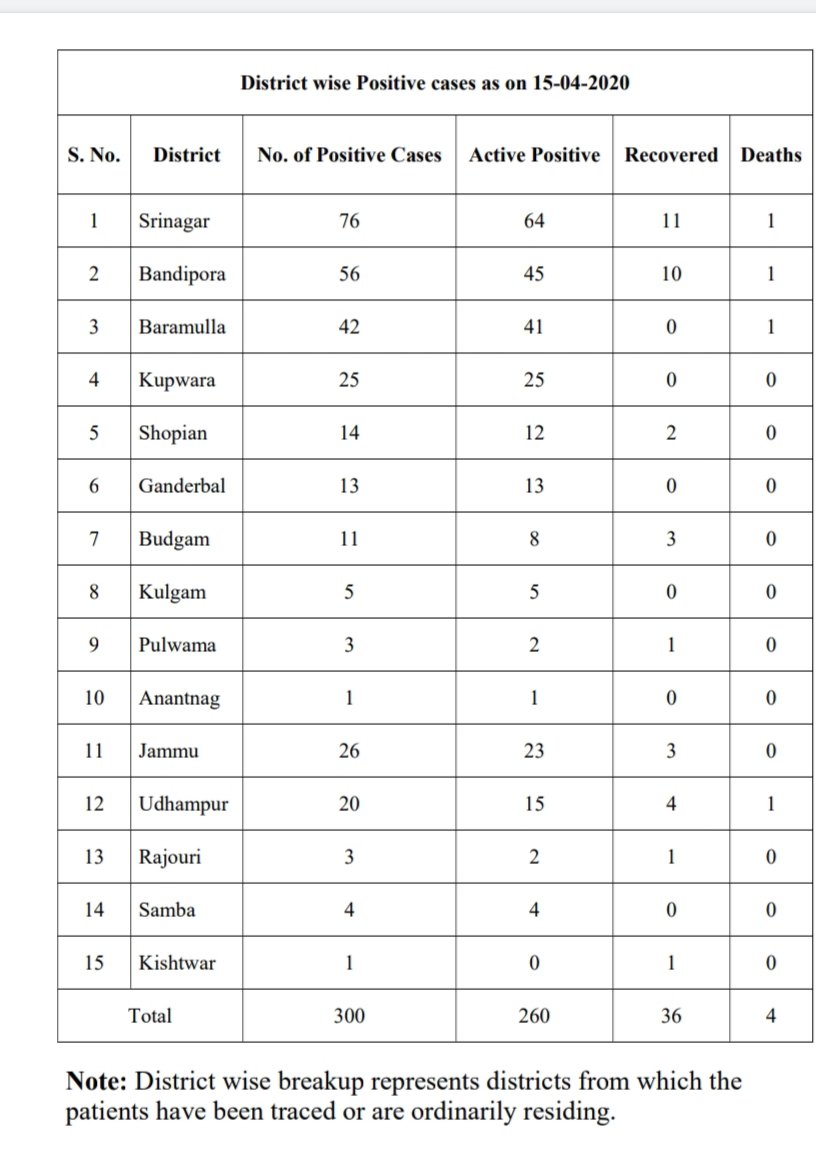 District wise Positive cases as on 15-04-2020
S. No. District No. of Positive Cases Active Positive Recovered Deaths
1 Srinagar 76 64 11 1
2 Bandipora 56 45 10 1
3 Baramulla 42 41 0 1
4 Kupwara 25 25 0 0
5 Shopian 14 12 2 0
6 Ganderbal 13 13 0 0
7 Budgam 11 8 3 0
8 Kulgam 5 5 0 0
9 Pulwama 3 2 1 0
10 Anantnag 1 1 0 0
11 Jammu 26 23 3 0
12 Udhampur 20 15 4 1
13 Rajouri 3 2 1 0
14 Samba 4 4 0 0
15 Kishtwar 1 0 1 0
Total 300 260 36 4
Note: District wise breakup represents districts from which the
patients have been traced or are ordinarily residing.